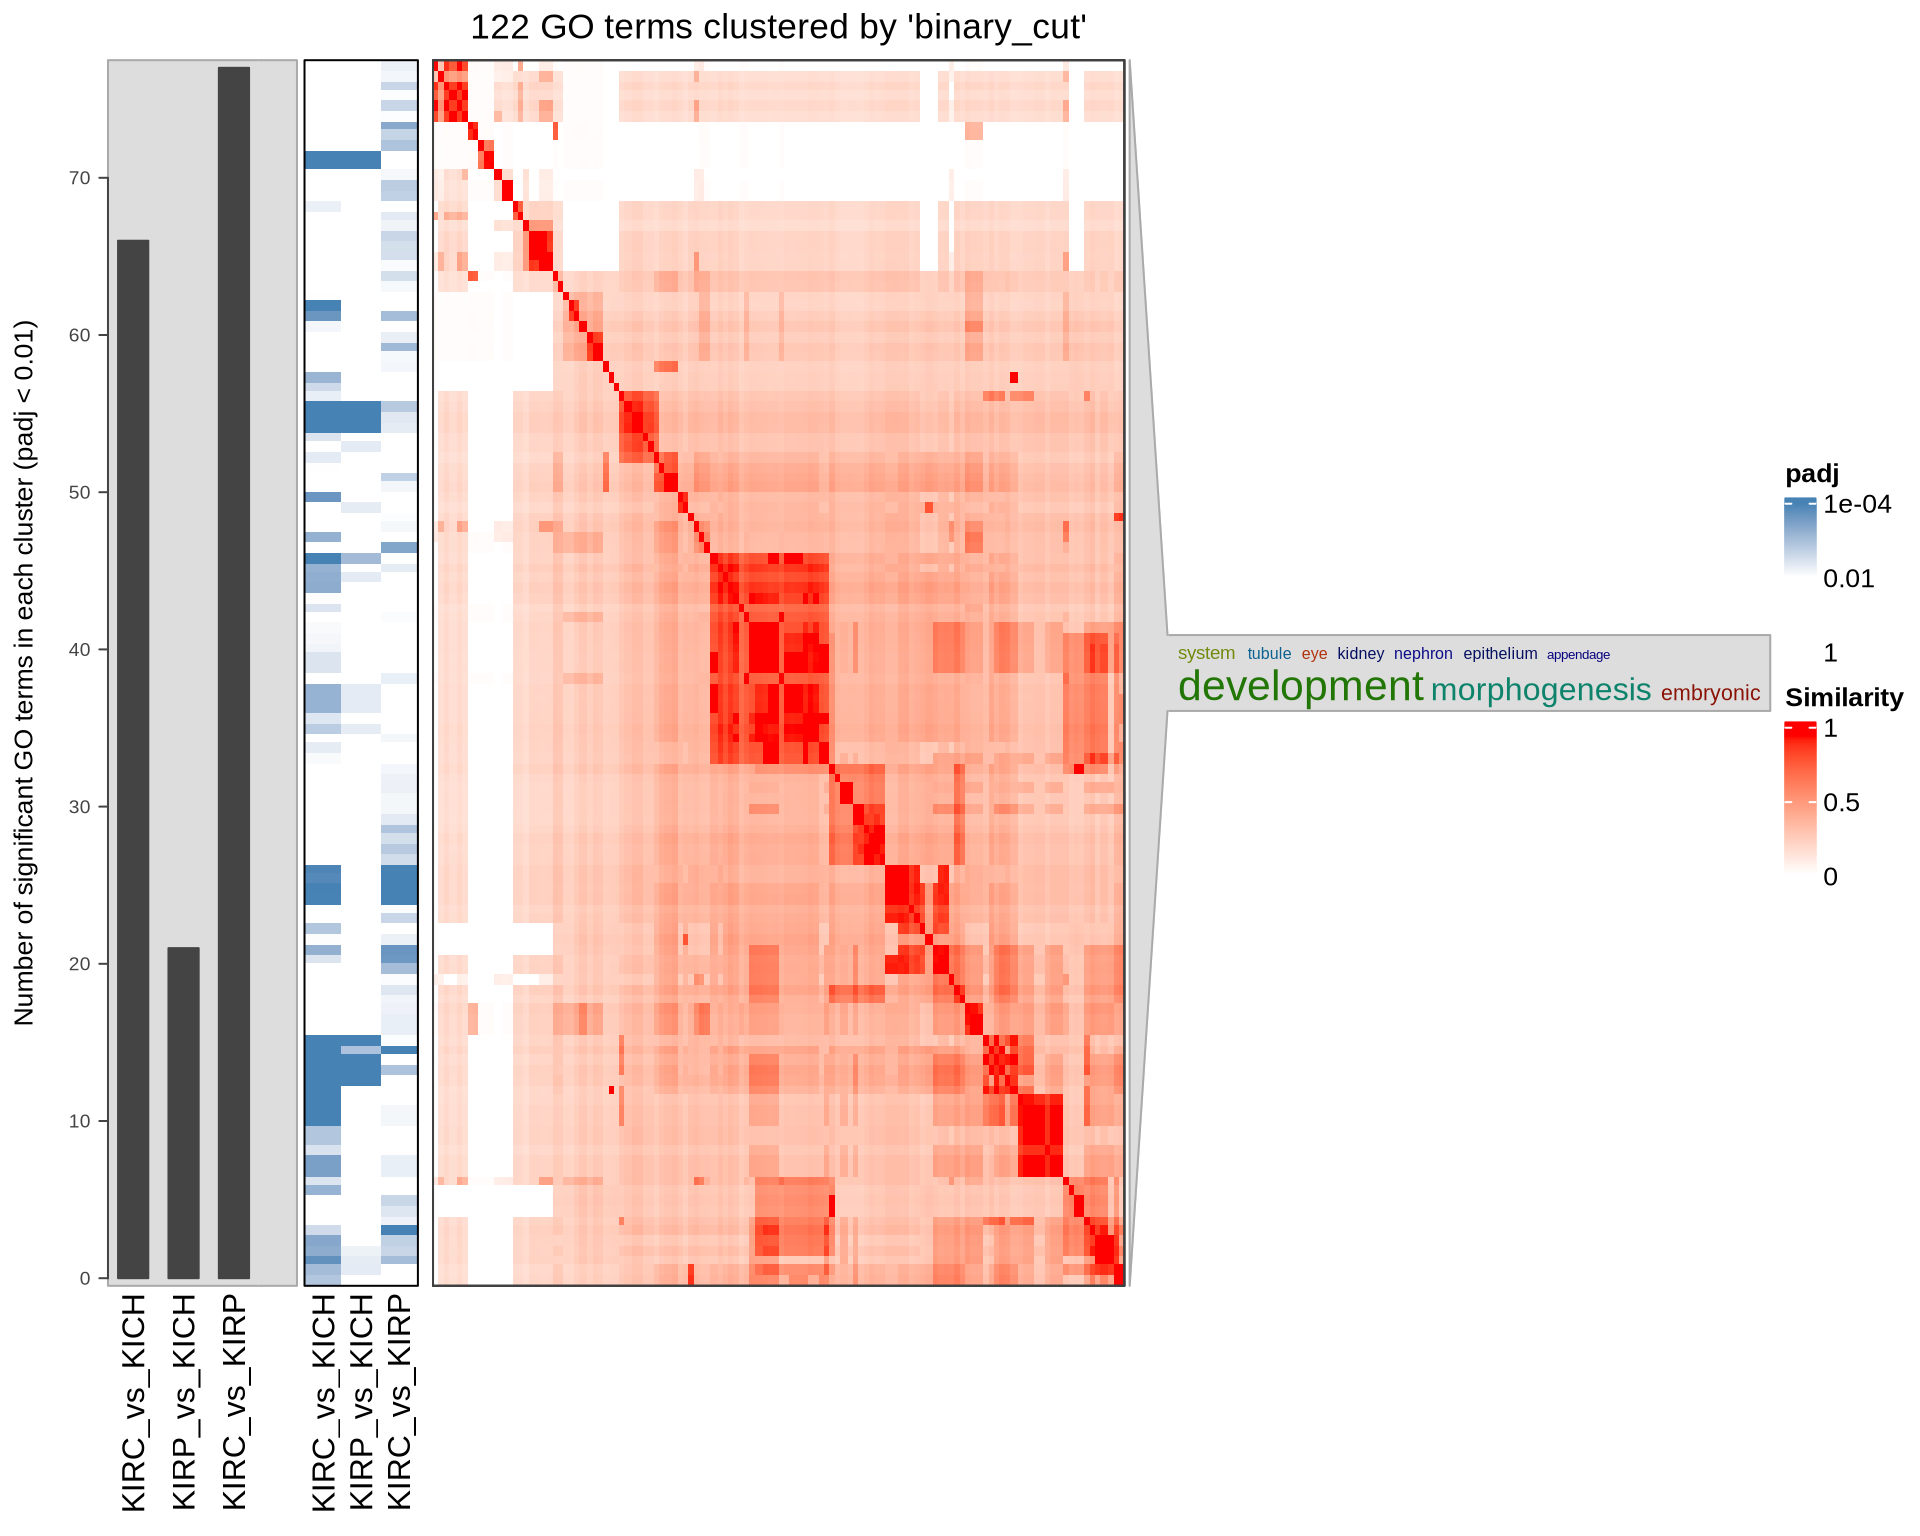 122 GO terms clustered by 'binary_cut'
Number of significant GO terms in each cluster (padj < 0.01)
70
60
50
40
30
20
10
0
KIRC_vs_KICH
KIRP_vs_KICH
KIRC_vs_KIRP
KIRC_vs_KICH
KIRP_vs_KICH
KIRC_vs_KIRP
system tubule eye kidney nephron epithelium appendage
development morphogenesis embryonic
padj
1e-04
0.01
1
Similarity
1
0.5
0